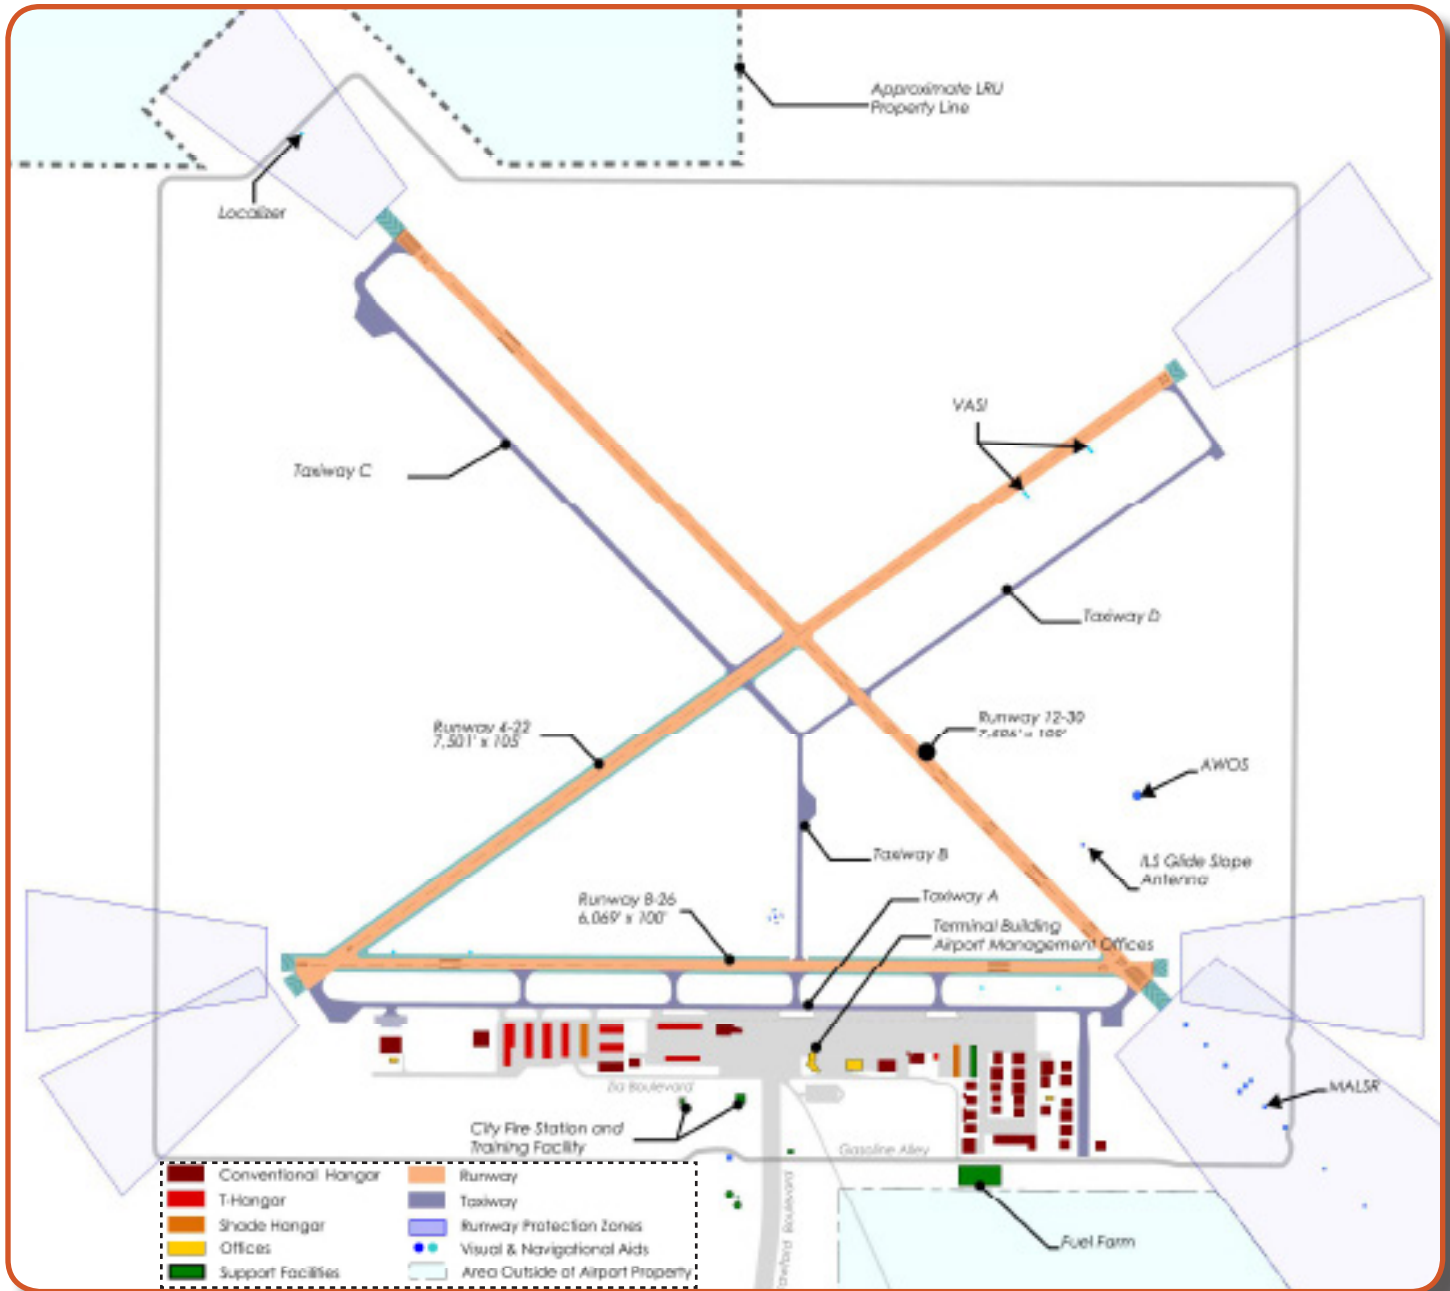 Approximate LRU
Property Line
Localizer
VASI
Taxiway C
Taxiway D
Runway 4-22
7,501' x 105'
Runway 12-30
AWOS
Taxiway B
ILS Glide Slope
Antenna
Runway 8-26
6,069' x 100'
Taxiway A
Terminal Building
Airport Management Offices
Zia Boulevard
MALSR
City Fire Station and
Training Facility
Gasoline Alley
Boulevard
Fuel Farm
Conventional Hangar
T-Hangar
Shade Hangar
Offices
Support Facilities
Runway
Taxiway
Runway Protection Zones
Visual & Navigational Aids
Area Outside of Airport Property